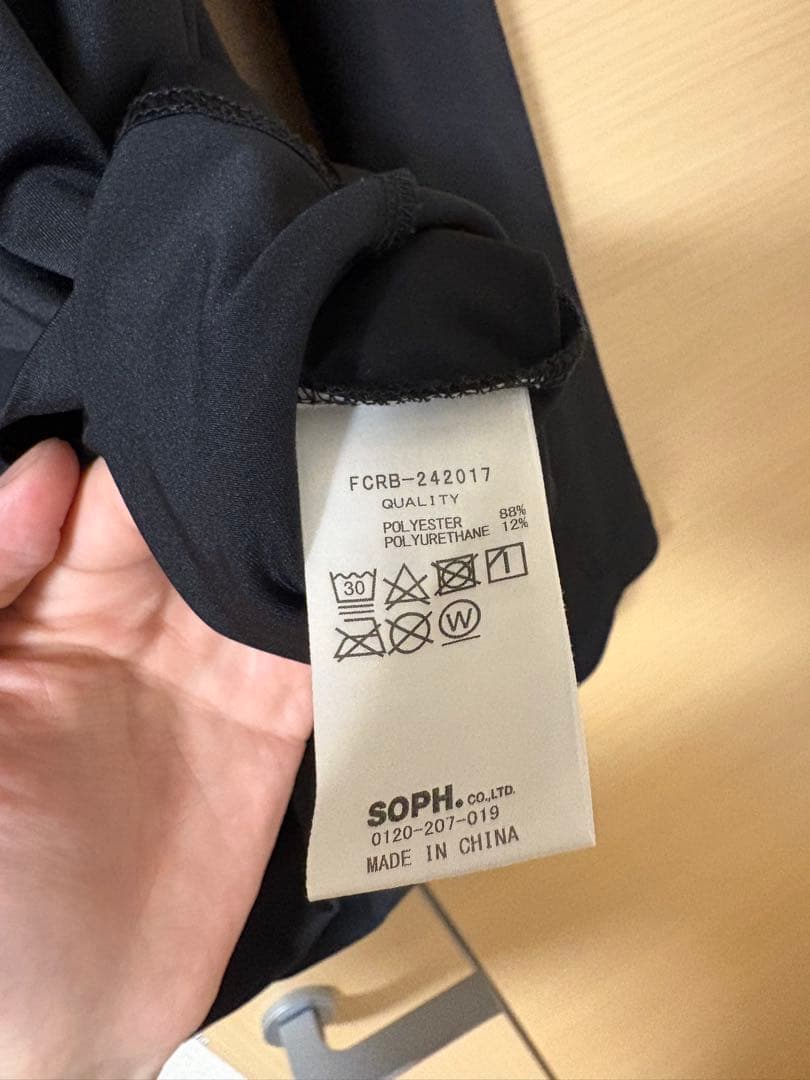 FCRB-242017
QUALITY
POLYESTER 88%
POLYURETHANE 12%
30
W
SOPH. CO.,LTD.
0120-207-019
MADE IN CHINA